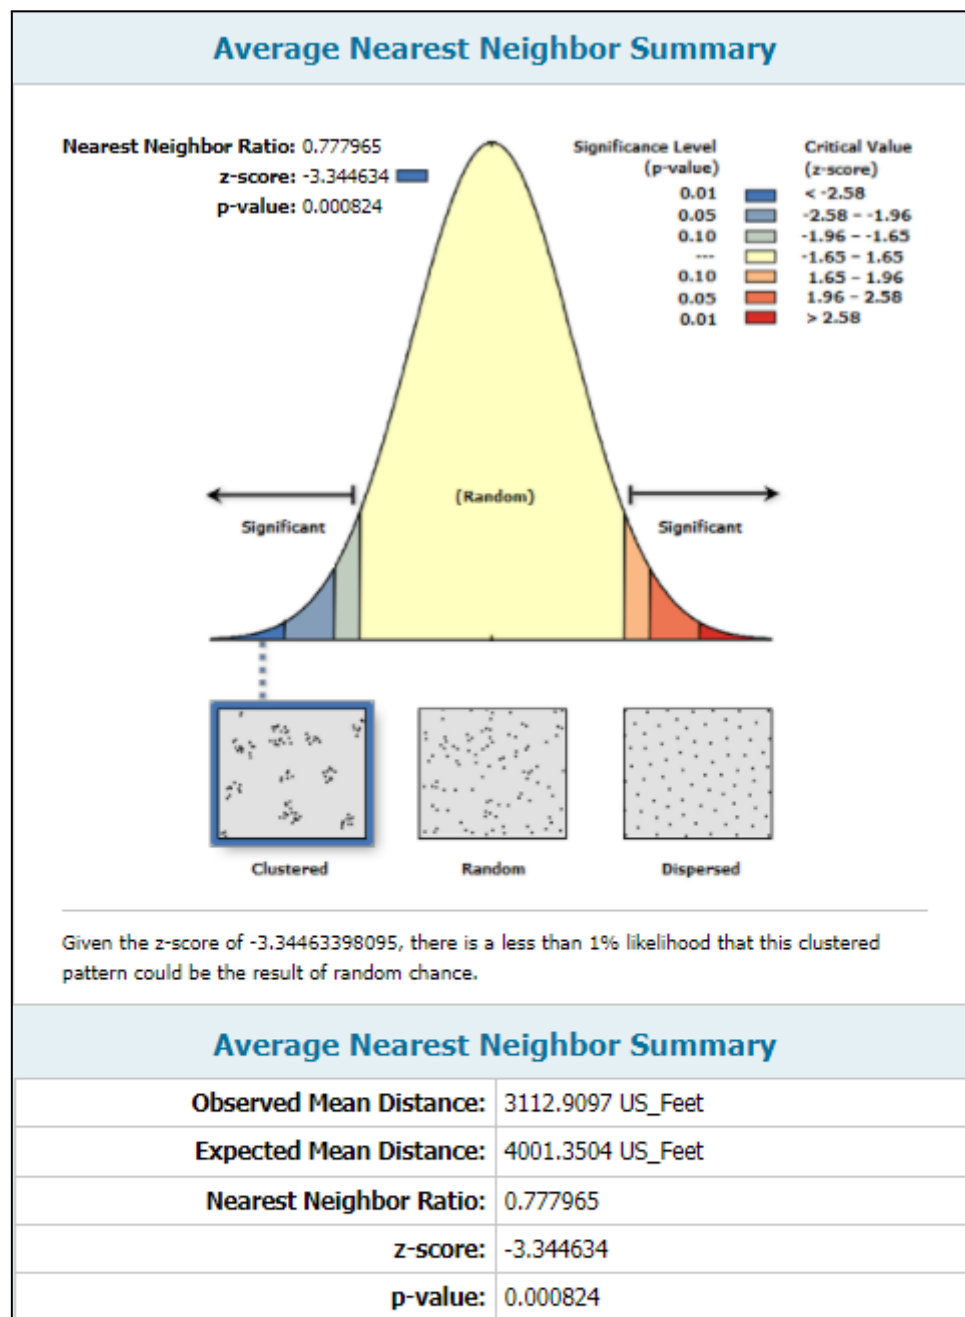 Average Nearest Neighbor Summary
Nearest Neighbor Ratio: 0.777965
z-score: -3.344634
p-value: 0.000824
Significance Level (p-value) Critical Value (z-score)
0.01 < -2.58
0.05 -2.58 - -1.96
0.10 -1.96 - -1.65
--- -1.65 - 1.65
0.10 1.65 - 1.96
0.05 1.96 - 2.58
0.01 > 2.58
(Random)
Significant Significant
Clustered Random Dispersed
Given the z-score of -3.34463398095, there is a less than 1% likelihood that this clustered
pattern could be the result of random chance.
Average Nearest Neighbor Summary
Observed Mean Distance: 3112.9097 US_Feet
Expected Mean Distance: 4001.3504 US_Feet
Nearest Neighbor Ratio: 0.777965
z-score: -3.344634
p-value: 0.000824